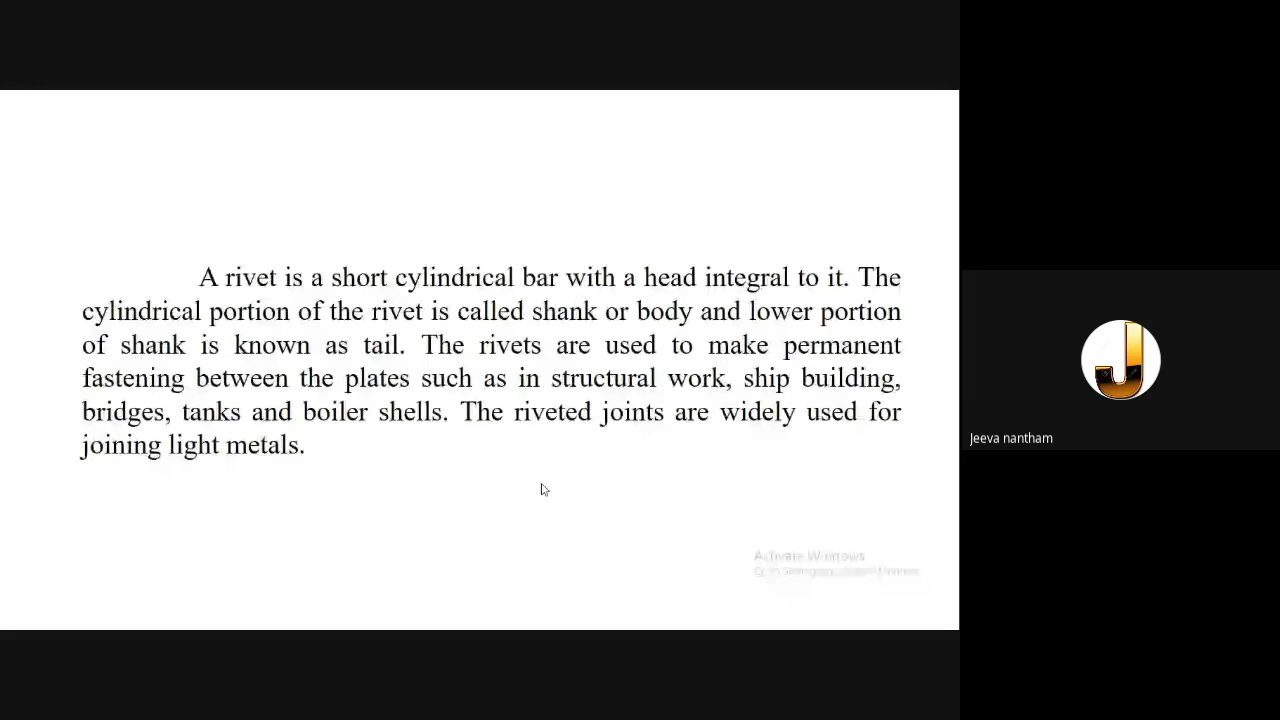 A rivet is a short cylindrical bar with a head integral to it. The
cylindrical portion of the rivet is called shank or body and lower portion
of shank is known as tail. The rivets are used to make permanent
fastening between the plates such as in structural work, ship building,
bridges, tanks and boiler shells. The riveted joints are widely used for
joining light metals.
Jeeva nantham
Activate Windows